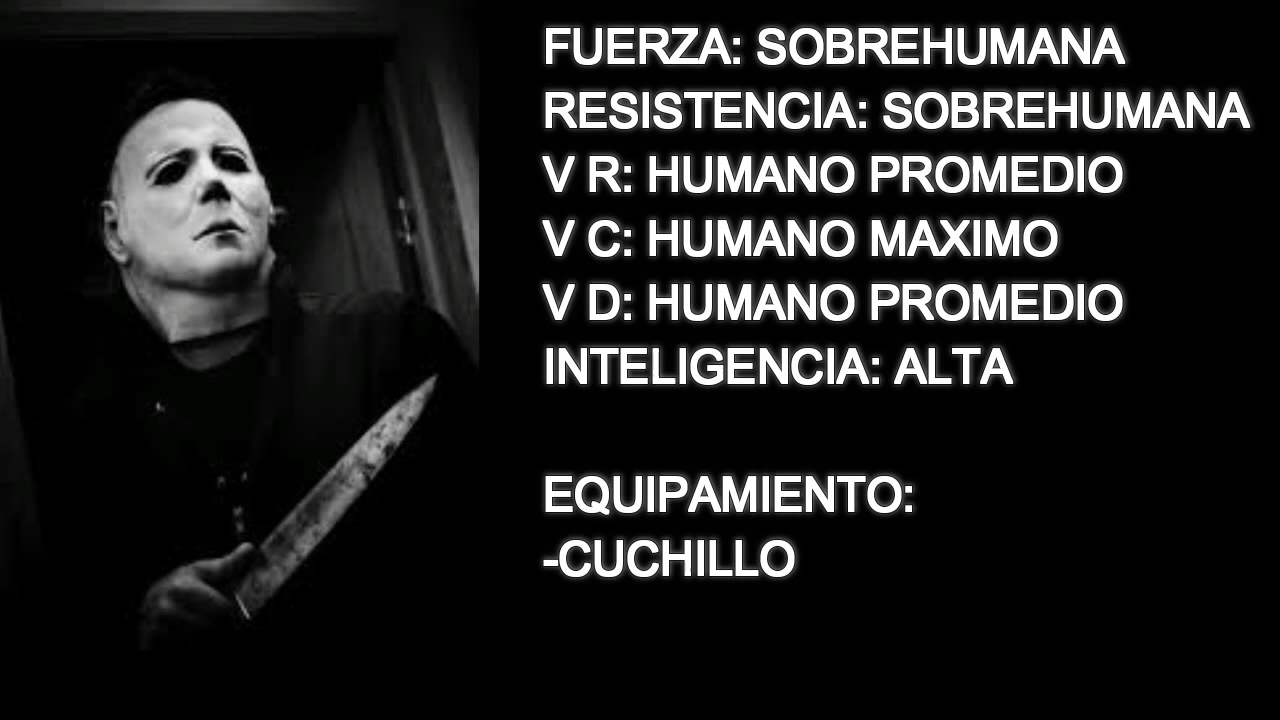 FUERZA: SOBREHUMANA
RESISTENCIA: SOBREHUMANA
V R: HUMANO PROMEDIO
V C: HUMANO MAXIMO
V D: HUMANO PROMEDIO
INTELIGENCIA: ALTA
EQUIPAMIENTO:
-CUCHILLO